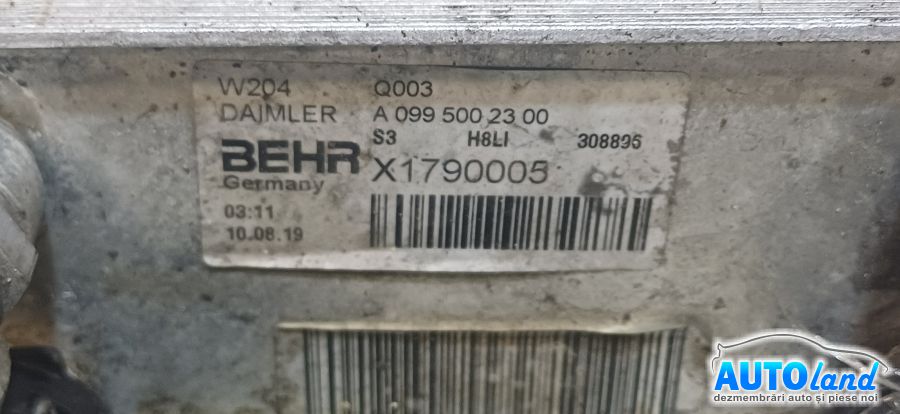 W204 Q003
DAIMLER A 099 500 23 00
S3 H8LI 308895
BEHR X1790005
Germany
03:11
10.08.19
AUTOland
dezmembrări auto și piese noi